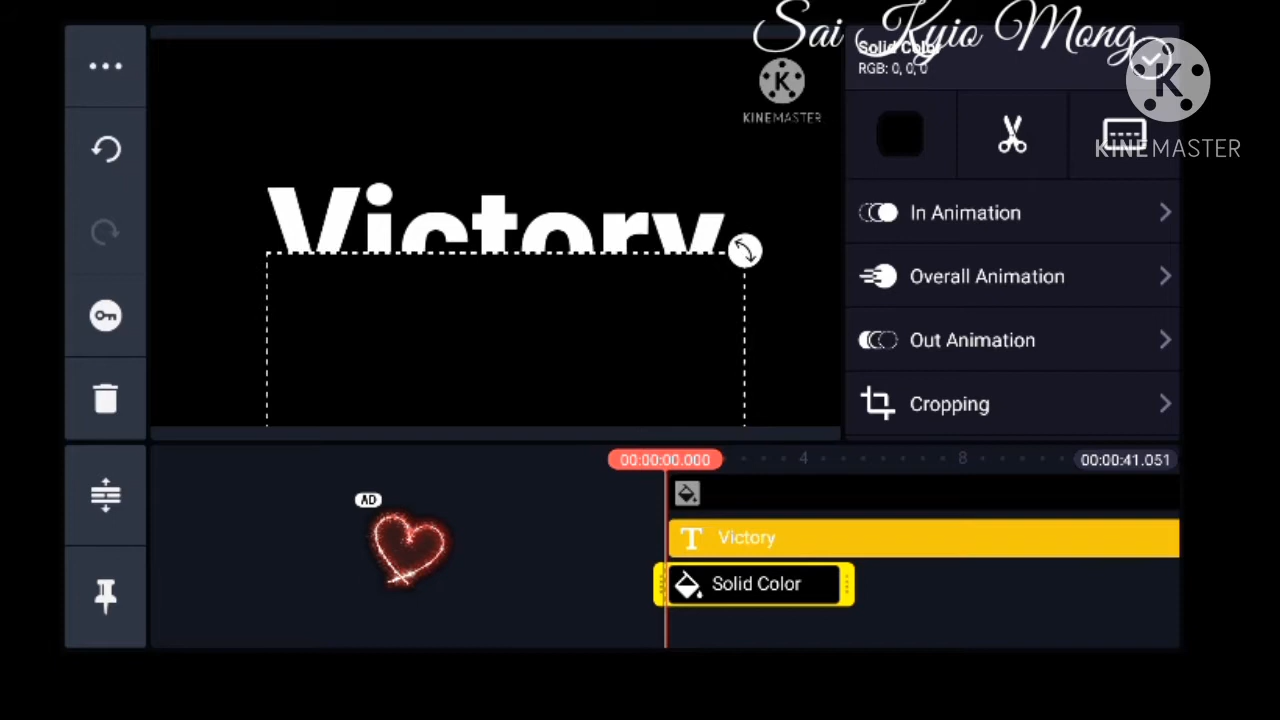 Sai Kyio Mong
Solid Color
RGB: 0, 0, 0
K
KINEMASTER
K
KINEMASTER
Victory
In Animation
Overall Animation
Out Animation
Cropping
00:00:00.000
4
8
00:00:41.051
AD
T Victory
Solid Color